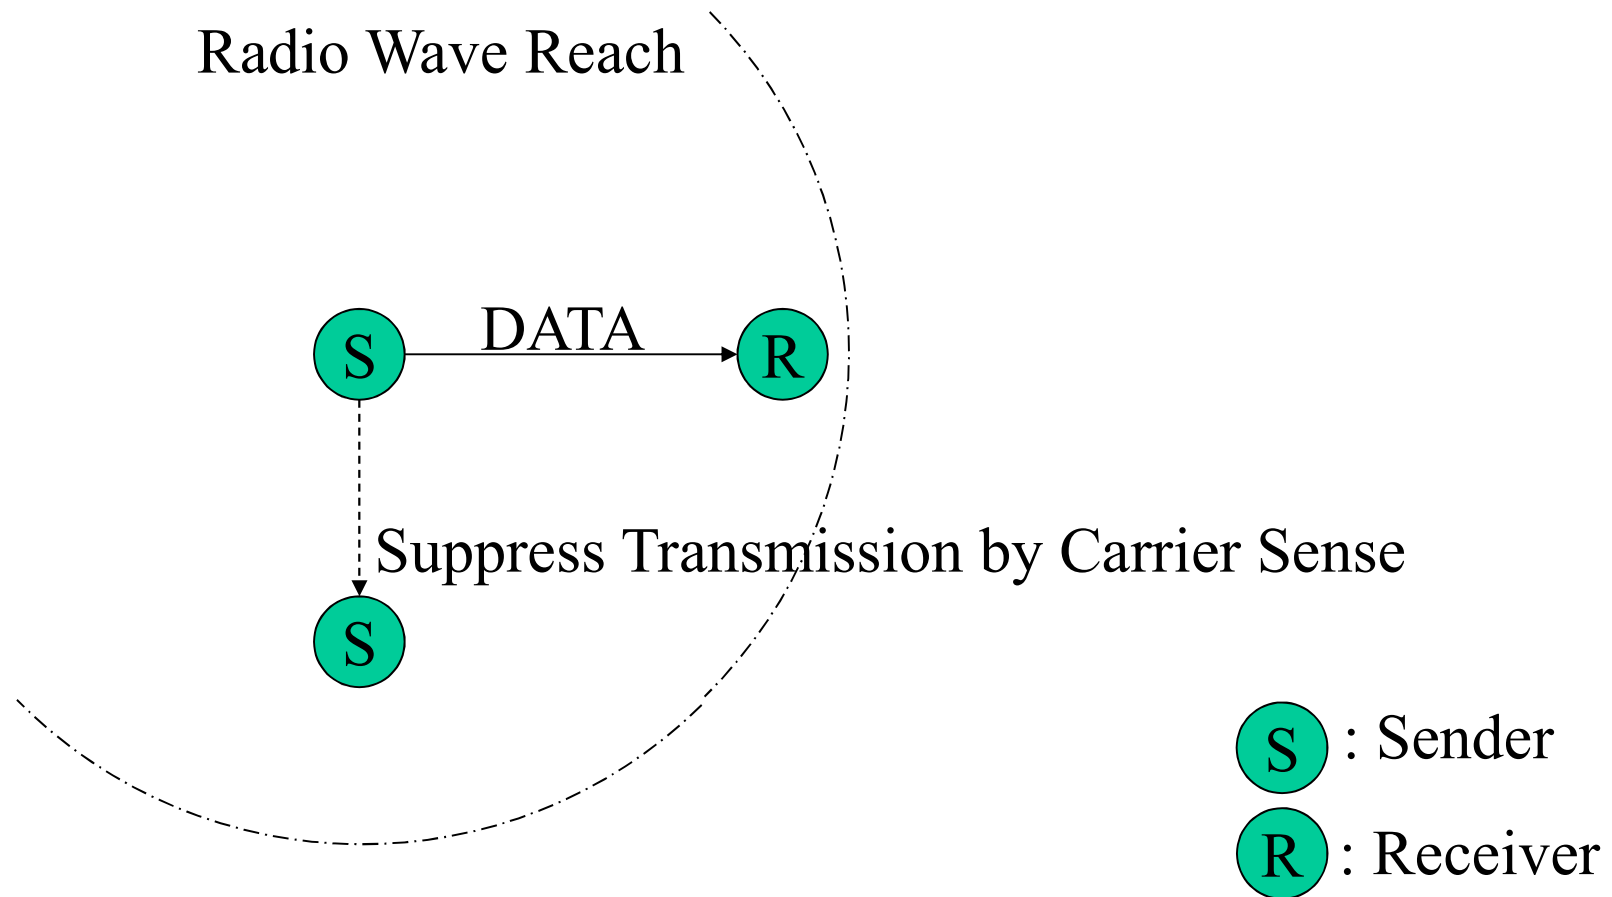 Radio Wave Reach
S
DATA
R
Suppress Transmission by Carrier Sense
S
S : Sender
R : Receiver